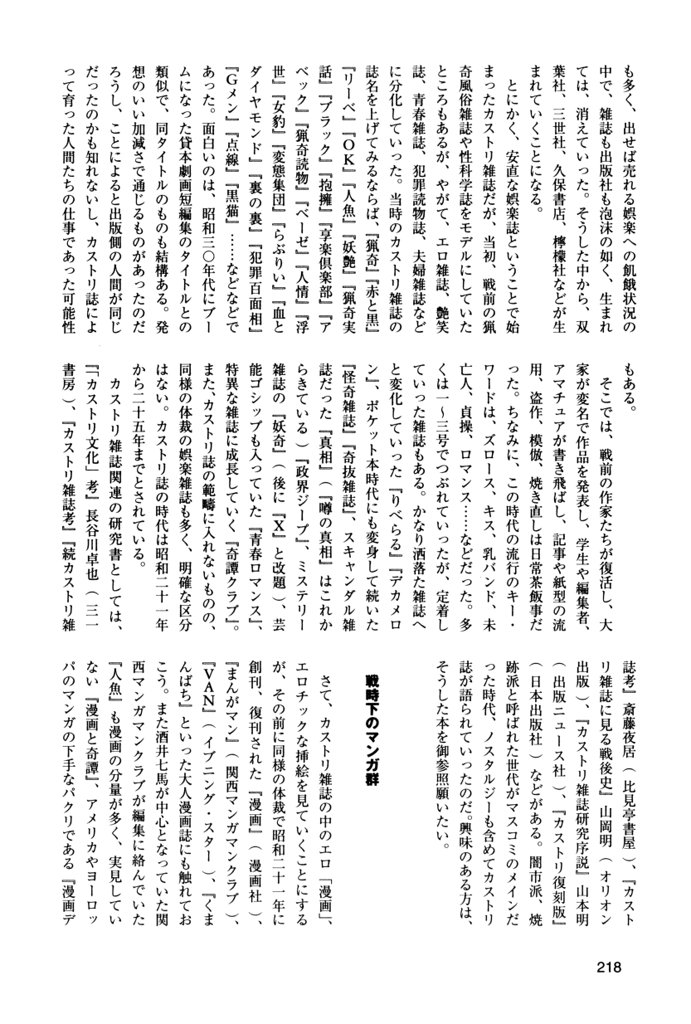 も多く、出せば売れる娯楽への飢餓状況の
中で、雑誌も出版社も泡沫の如く、生まれ
ては、消えていった。そうした中から、双
葉社、三世社、久保書店、檸檬社などが生
まれていくことになる。
とにかく、安直な娯楽誌ということで始
まったカストリ雑誌だが、当初、戦前の猟
奇風俗雑誌や性科学誌をモデルにしていた
ところもあるが、やがて、エロ雑誌、艶笑
誌、青春雑誌、犯罪読物誌、夫婦雑誌など
に分化していった。当時のカストリ雑誌の
誌名を上げてみるならば、『猟奇』『赤と黒』
『リーベ』『OK』『人魚』『妖艶』『猟奇実
話』『ブラック』『抱擁』『享楽倶楽部』『ア
ベック』『猟奇読物』『ベーゼ』『人情』『浮
世』『女豹』『変態集団』『らぶりい』『血と
ダイヤモンド』『裏の裏』『犯罪百面相』
『Gメン』『点線』『黒猫』……などなどで
あった。面白いのは、昭和三〇年代にブー
ムになった貸本劇画短編集のタイトルとの
類似で、同タイトルのものも結構ある。発
想のいい加減さで通じるものがあったのだ
ろうし、ことによると出版側の人間が同じ
だったのかも知れないし、カストリ誌によ
って育った人間たちの仕事であった可能性
もある。
そこでは、戦前の作家たちが復活し、大
家が変名で作品を発表し、学生や編集者、
アマチュアが書き飛ばし、記事や紙型の流
用、盗作、模倣、焼き直しは日常茶飯事だ
った。ちなみに、この時代の流行のキー・
ワードは、ズロース、キス、乳バンド、未
亡人、貞操、ロマンス……などだった。多
くは一〜三号でつぶれていったが、定着し
ていった雑誌もある。かなり洒落た雑誌へ
と変化していった『りべらる』『デカメロ
ン』、ポケット本時代にも変身して続いた
『怪奇雑誌』『奇抜雑誌』、スキャンダル雑
誌だった『真相』(『噂の真相』はこれか
らきている)『政界ジープ』、ミステリー
雑誌の『妖奇』(後に『X』と改題)、芸
能ゴシップも入っていた『青春ロマンス』、
特異な雑誌に成長していく『奇譚クラブ』。
また、カストリ誌の範疇に入れないものの、
同様の体裁の娯楽雑誌も多く、明確な区分
はない。カストリ誌の時代は昭和二十一年
から二十五年までとされている。
カストリ雑誌関連の研究書としては、
『「カストリ文化」考』長谷川卓也(三一
書房)、『カストリ雑誌考』『続カストリ雑
誌考』斎藤夜居(比見亭書屋)、『カスト
リ雑誌に見る戦後史』山岡明(オリオン
出版)、『カストリ雑誌研究序説』山本明
(出版ニュース社)、『カストリ復刻版』
(日本出版社)などがある。闇市派、焼
跡派と呼ばれた世代がマスコミのメインだ
った時代、ノスタルジーも含めてカストリ
誌が語られていったのだ。興味のある方は、
そうした本を御参照願いたい。
戦時下のマンガ群
さて、カストリ雑誌の中のエロ「漫画」、
エロチックな挿絵を見ていくことにする
が、その前に同様の体裁で昭和二十一年に
創刊、復刊された『漫画』(漫画社)、
『まんがマン』(関西マンガマンクラブ)、
『VAN』(イブニング・スター)、『くま
んばち』といった大人漫画誌にも触れてお
こう。また酒井七馬が中心となっていた関
西マンガマンクラブが編集に絡んでいた
『人魚』も漫画の分量が多く、実見してい
ない『漫画と奇譚』、アメリカやヨーロッ
パのマンガの下手なパクリである『漫画デ
218